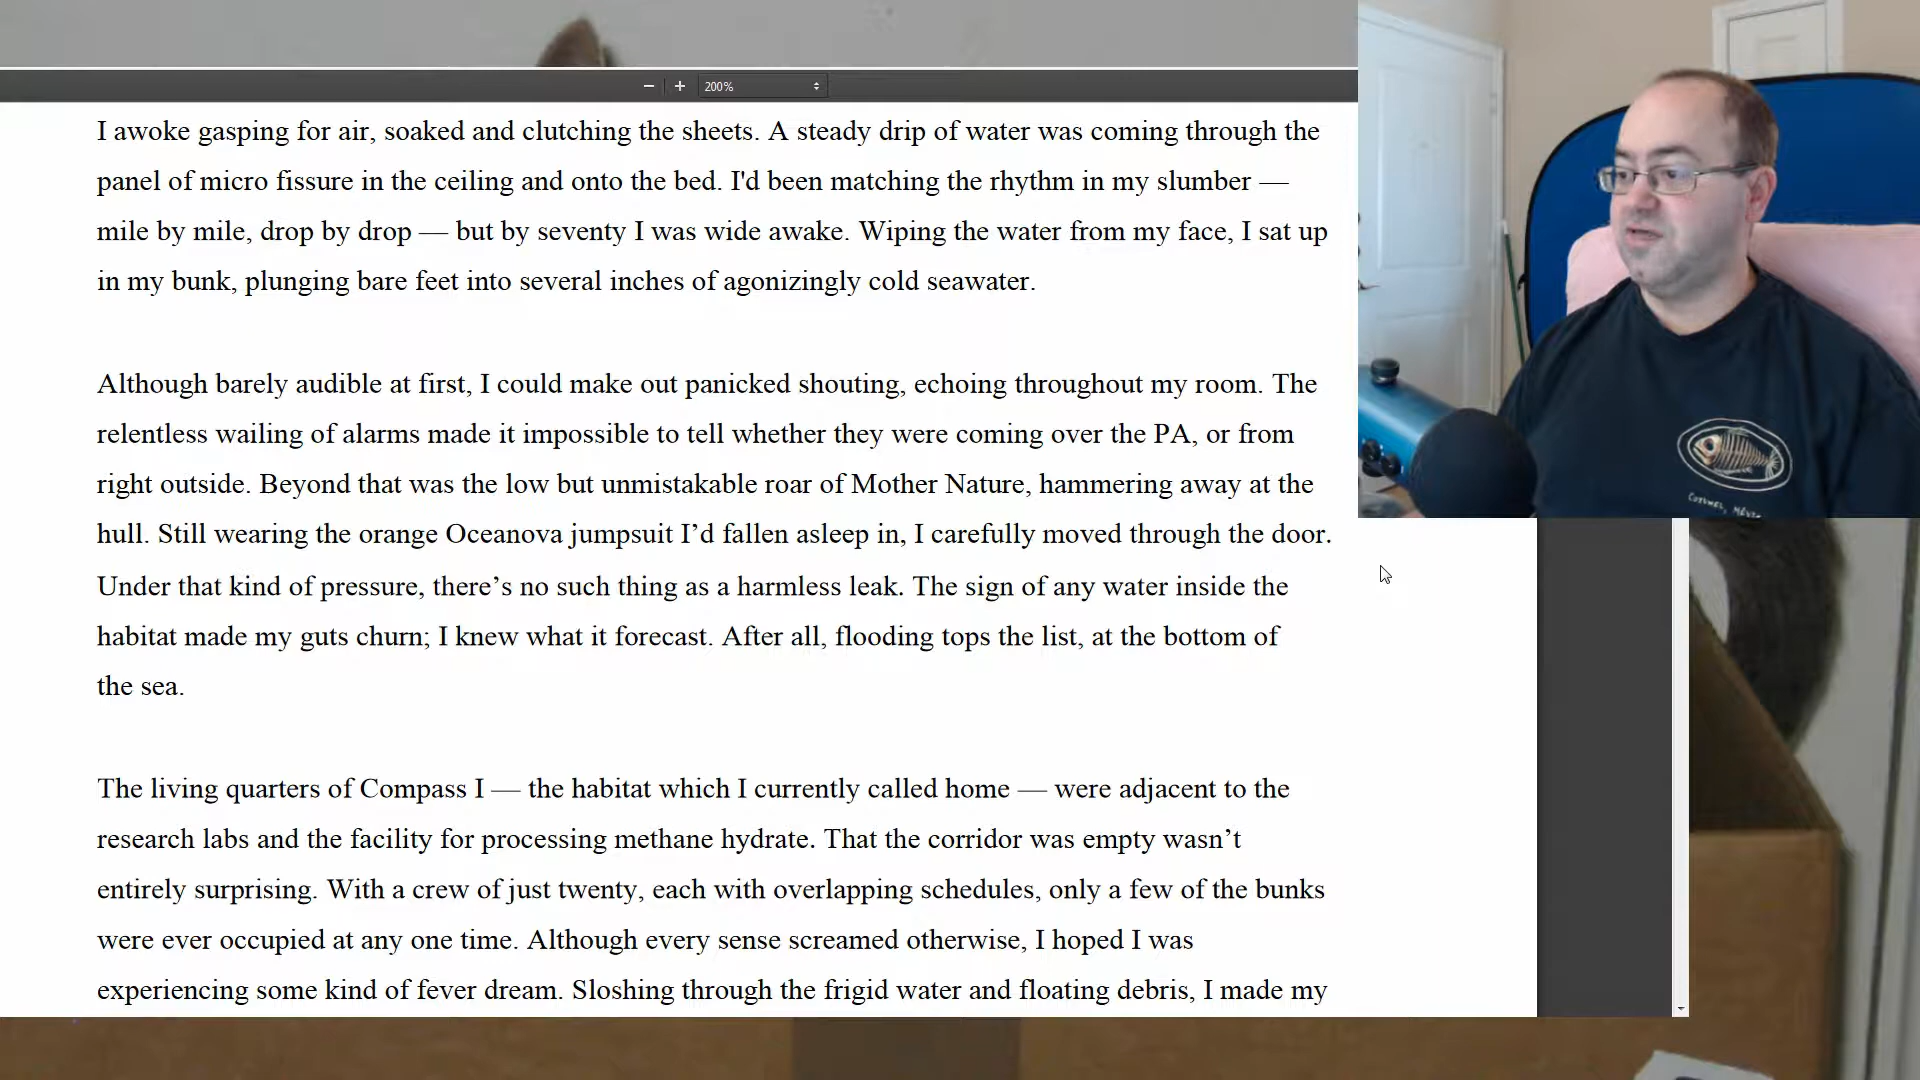 200%
I awoke gasping for air, soaked and clutching the sheets. A steady drip of water was coming through the
panel of micro fissure in the ceiling and onto the bed. I'd been matching the rhythm in my slumber —
mile by mile, drop by drop — but by seventy I was wide awake. Wiping the water from my face, I sat up
in my bunk, plunging bare feet into several inches of agonizingly cold seawater.
Although barely audible at first, I could make out panicked shouting, echoing throughout my room. The
relentless wailing of alarms made it impossible to tell whether they were coming over the PA, or from
right outside. Beyond that was the low but unmistakable roar of Mother Nature, hammering away at the
hull. Still wearing the orange Oceanova jumpsuit I’d fallen asleep in, I carefully moved through the door.
Under that kind of pressure, there’s no such thing as a harmless leak. The sign of any water inside the
habitat made my guts churn; I knew what it forecast. After all, flooding tops the list, at the bottom of
the sea.
The living quarters of Compass I — the habitat which I currently called home — were adjacent to the
research labs and the facility for processing methane hydrate. That the corridor was empty wasn’t
entirely surprising. With a crew of just twenty, each with overlapping schedules, only a few of the bunks
were ever occupied at any one time. Although every sense screamed otherwise, I hoped I was
experiencing some kind of fever dream. Sloshing through the frigid water and floating debris, I made my